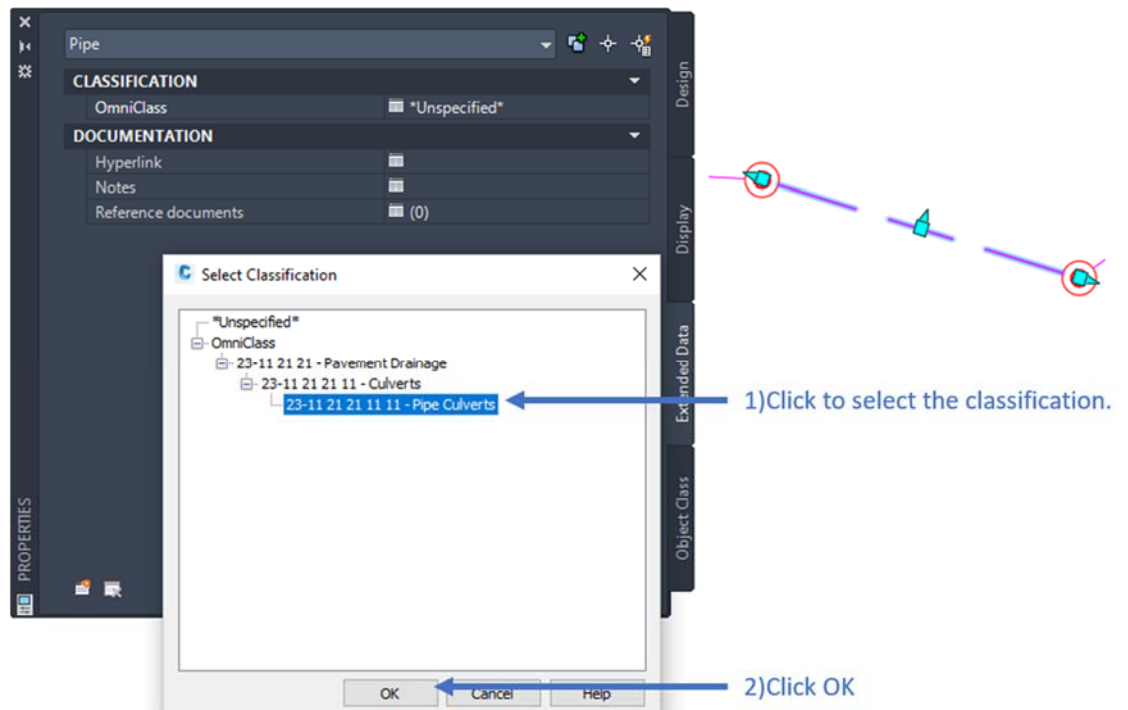 Pipe
CLASSIFICATION
OmniClass *Unspecified*
DOCUMENTATION
Hyperlink
Notes
Reference documents (0)
Design
Display
Extended Data
Object Class
PROPERTIES
Select Classification
*Unspecified*
OmniClass
23-11 21 21 - Pavement Drainage
23-11 21 21 11 - Culverts
23-11 21 21 11 11 - Pipe Culverts
1)Click to select the classification.
OK Cancel Help
2)Click OK